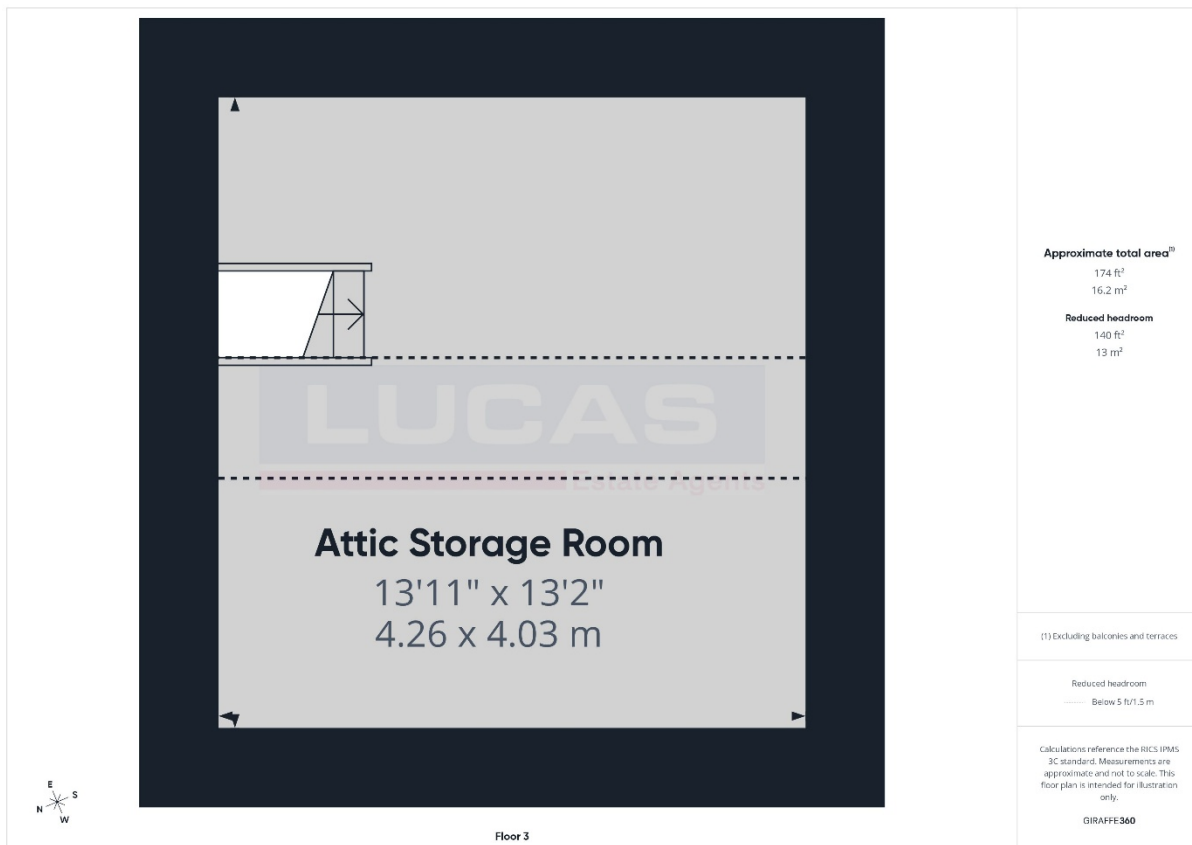 LUCAS
Estate Agents
Attic Storage Room
13'11" x 13'2"
4.26 x 4.03 m
E
S
N
W
Floor 3
Approximate total area(1)
174 ft²
16.2 m²
Reduced headroom
140 ft²
13 m²
(1) Excluding balconies and terraces
Reduced headroom
Below 5 ft/1.5 m
Calculations reference the RICS IPMS
3C standard. Measurements are
approximate and not to scale. This
floor plan is intended for illustration
only.
GIRAFFE360